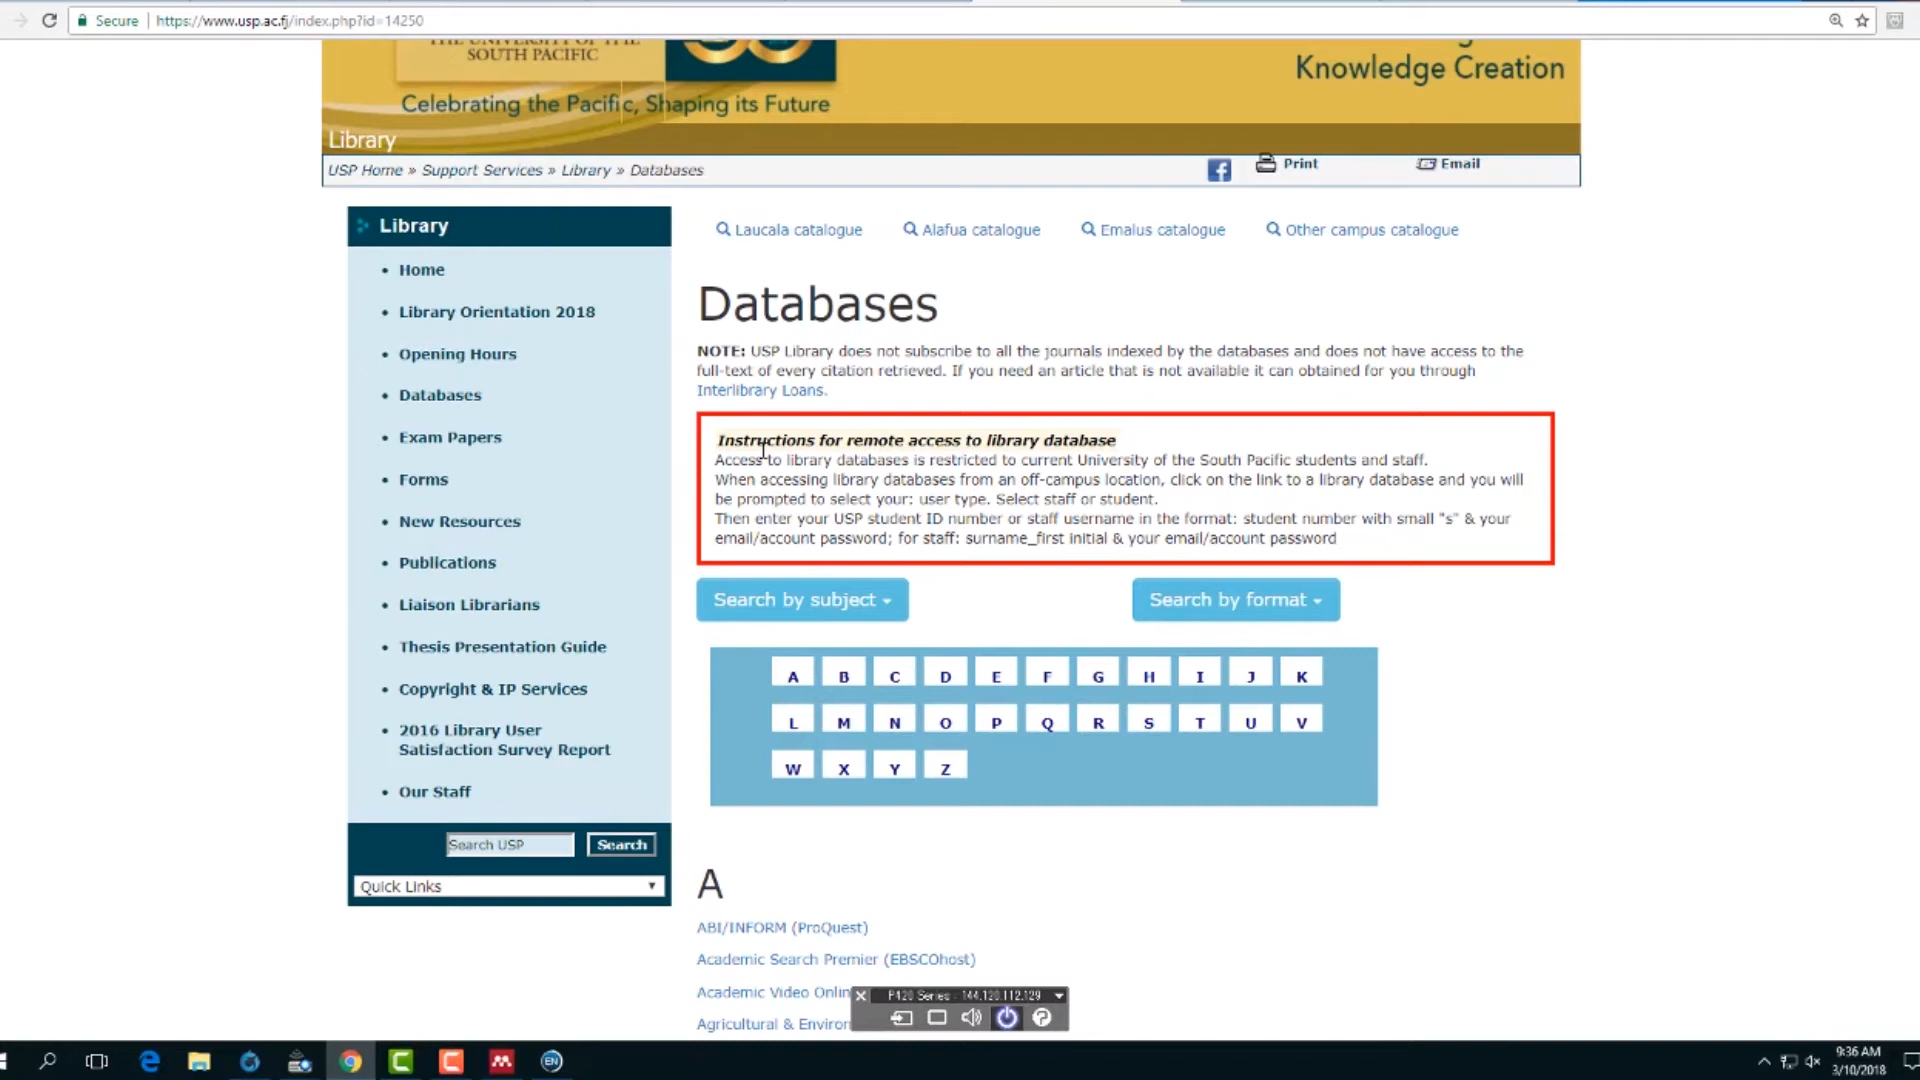 Secure https://www.usp.ac.fj/index.php?id=14250
SOUTH PACIFIC
Knowledge Creation
Celebrating the Pacific, Shaping its Future
Library
USP Home » Support Services » Library » Databases
Print
Email
Library
Home
Library Orientation 2018
Opening Hours
Databases
Exam Papers
Forms
New Resources
Publications
Liaison Librarians
Thesis Presentation Guide
Copyright & IP Services
2016 Library User
Satisfaction Survey Report
Our Staff
Search USP Search
Quick Links
Laucala catalogue Alafua catalogue Emalus catalogue Other campus catalogue
Databases
NOTE: USP Library does not subscribe to all the journals indexed by the databases and does not have access to the
full-text of every citation retrieved. If you need an article that is not available it can obtained for you through
Interlibrary Loans.
Instructions for remote access to library database
Access to library databases is restricted to current University of the South Pacific students and staff.
When accessing library databases from an off-campus location, click on the link to a library database and you will
be prompted to select your: user type. Select staff or student.
Then enter your USP student ID number or staff username in the format: student number with small "s" & your
email/account password; for staff: surname_first initial & your email/account password
Search by subject Search by format
A B C D E F G H I J K
L M N O P Q R S T U V
W X Y Z
A
ABI/INFORM (ProQuest)
Academic Search Premier (EBSCOhost)
Academic Video Onlin
Agricultural & Environ
P420 Series - 144.120.112.129
EN
9:36 AM
3/10/2018